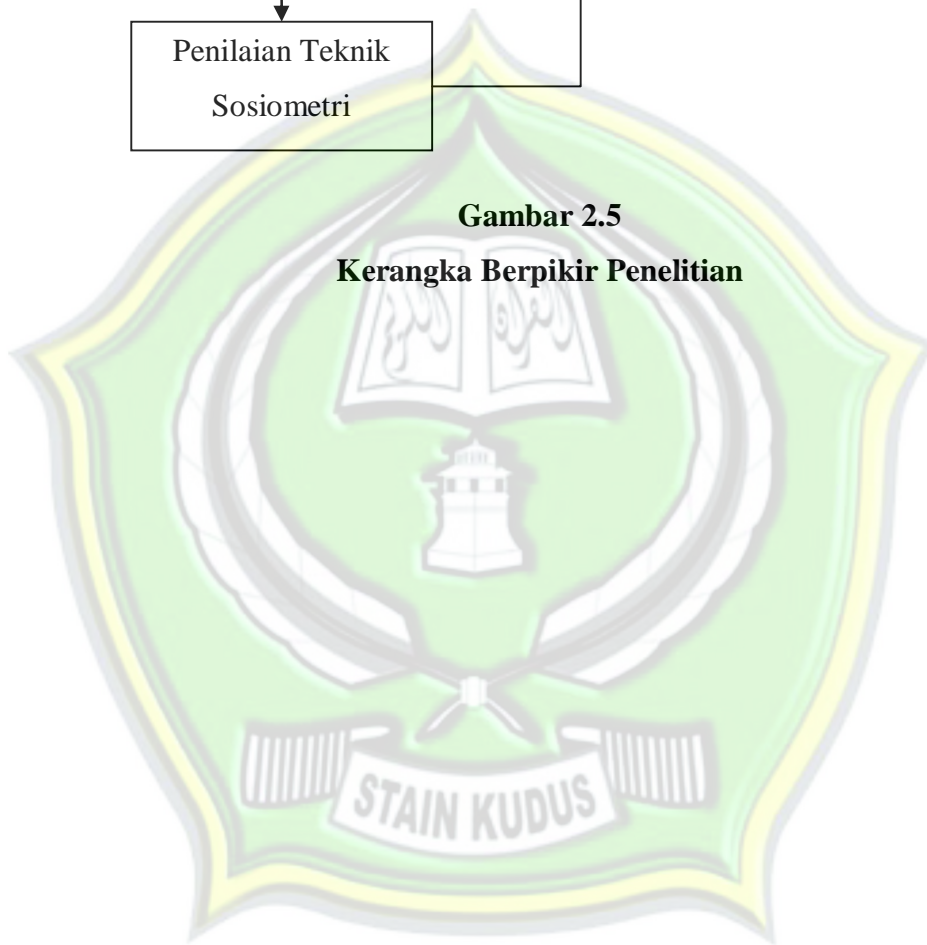 Penilaian Teknik
Sosiometri
Gambar 2.5
Kerangka Berpikir Penelitian
STAIN KUDUS